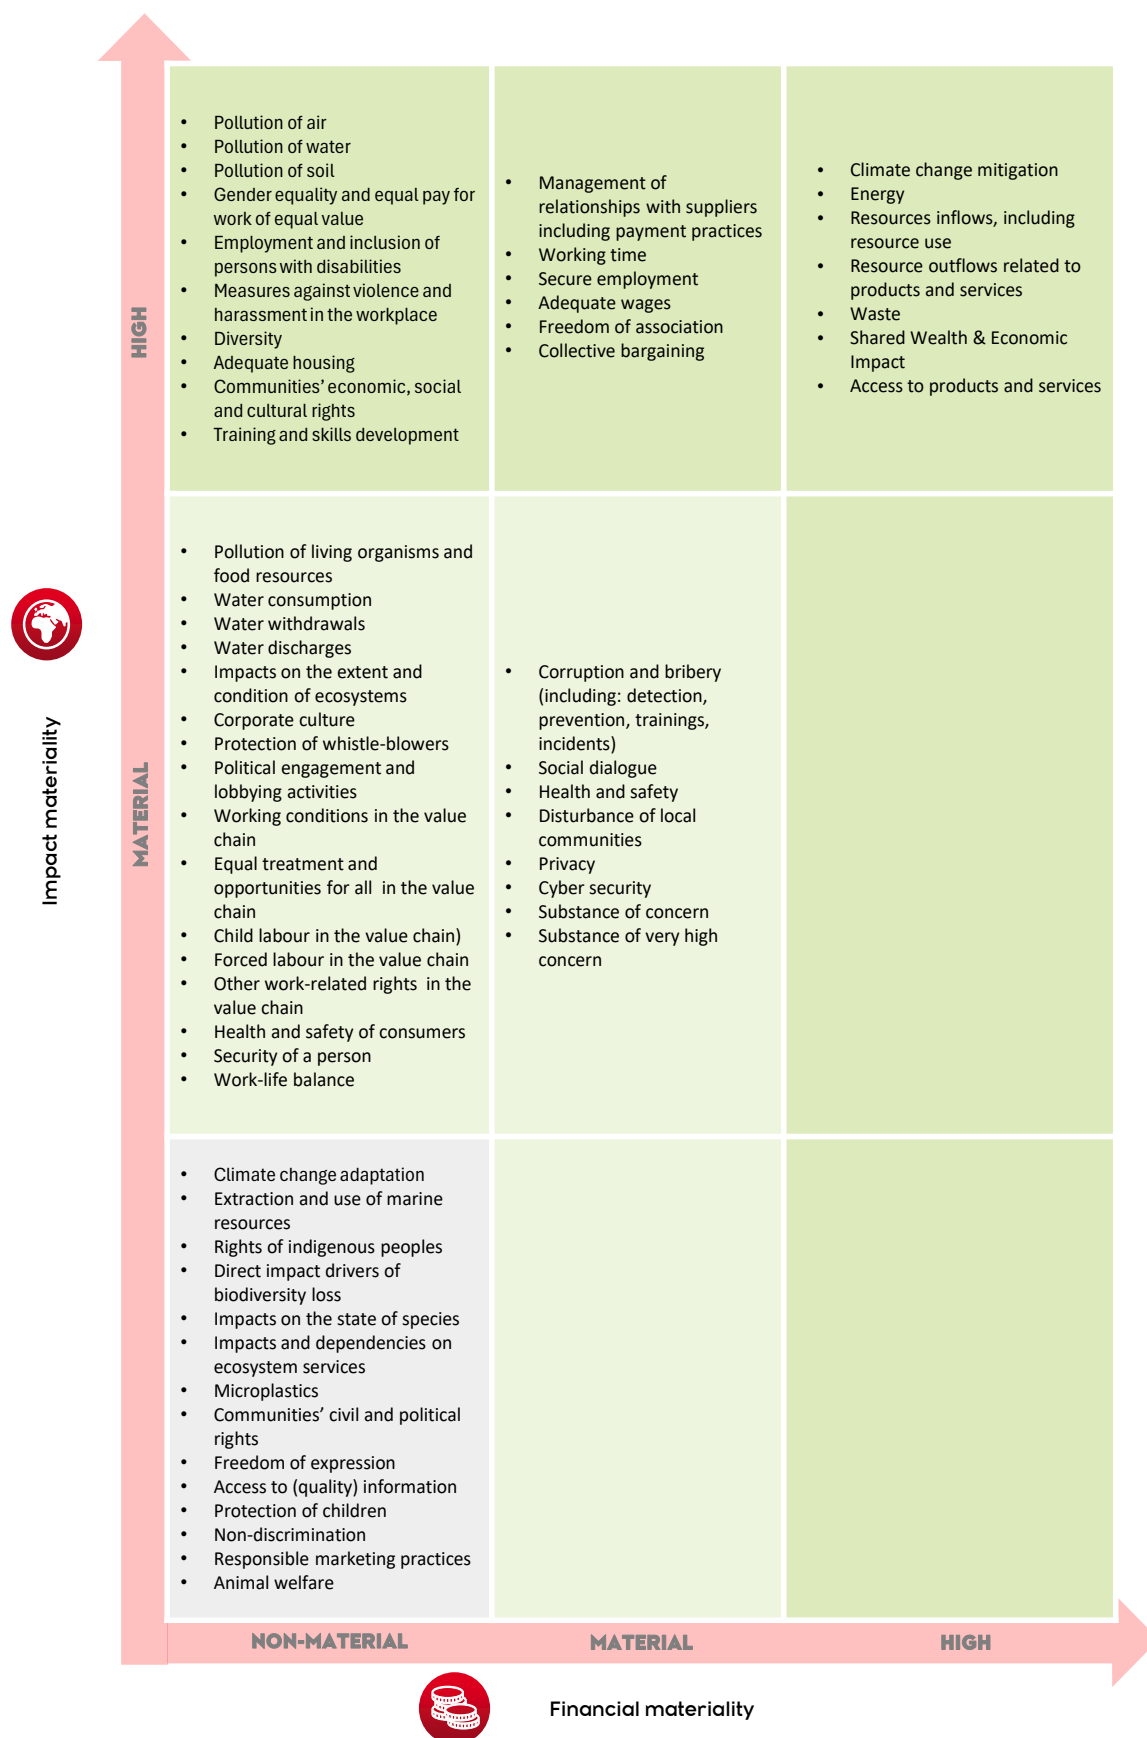 • Pollution of air
• Pollution of water
• Pollution of soil
• Gender equality and equal pay for
work of equal value
• Employment and inclusion of
persons with disabilities
• Measures against violence and
harassment in the workplace
• Diversity
• Adequate housing
• Communities’ economic, social
and cultural rights
• Training and skills development
• Management of
relationships with suppliers
including payment practices
• Working time
• Secure employment
• Adequate wages
• Freedom of association
• Collective bargaining
• Climate change mitigation
• Energy
• Resources inflows, including
resource use
• Resource outflows related to
products and services
• Waste
• Shared Wealth & Economic
Impact
• Access to products and services
HIGH
• Pollution of living organisms and
food resources
• Water consumption
• Water withdrawals
• Water discharges
• Impacts on the extent and
condition of ecosystems
• Corporate culture
• Protection of whistle-blowers
• Political engagement and
lobbying activities
• Working conditions in the value
chain
• Equal treatment and
opportunities for all in the value
chain
• Child labour in the value chain)
• Forced labour in the value chain
• Other work-related rights in the
value chain
• Health and safety of consumers
• Security of a person
• Work-life balance
• Corruption and bribery
(including: detection,
prevention, trainings,
incidents)
• Social dialogue
• Health and safety
• Disturbance of local
communities
• Privacy
• Cyber security
• Substance of concern
• Substance of very high
concern
MATERIAL
Impact materiality
• Climate change adaptation
• Extraction and use of marine
resources
• Rights of indigenous peoples
• Direct impact drivers of
biodiversity loss
• Impacts on the state of species
• Impacts and dependencies on
ecosystem services
• Microplastics
• Communities’ civil and political
rights
• Freedom of expression
• Access to (quality) information
• Protection of children
• Non-discrimination
• Responsible marketing practices
• Animal welfare
NON-MATERIAL
MATERIAL
HIGH
Financial materiality